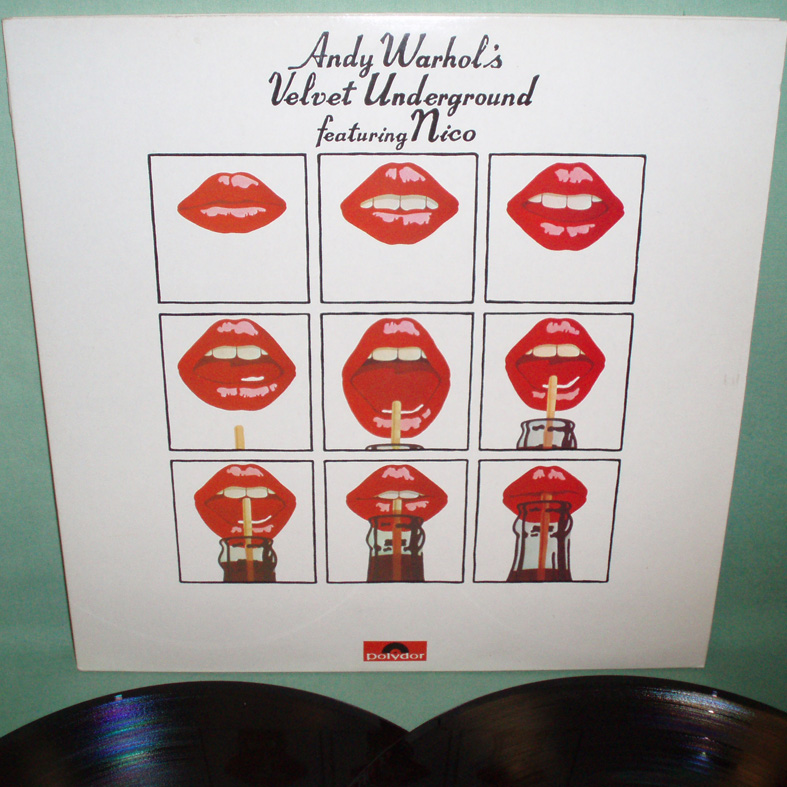 Andy Warhol's
Velvet Underground
featuring Nico
Polydor